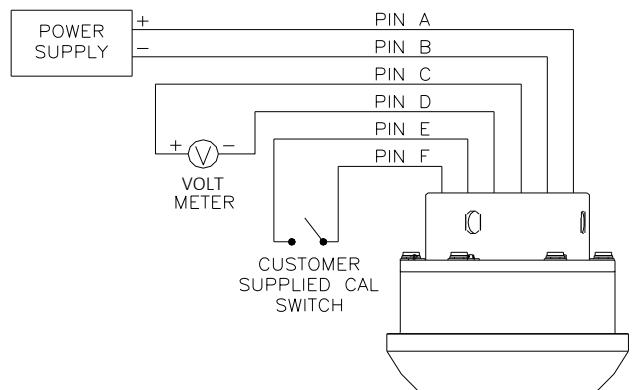 POWER
SUPPLY
+
−
PIN A
PIN B
PIN C
PIN D
PIN E
PIN F
+ V −
VOLT
METER
CUSTOMER
SUPPLIED CAL
SWITCH